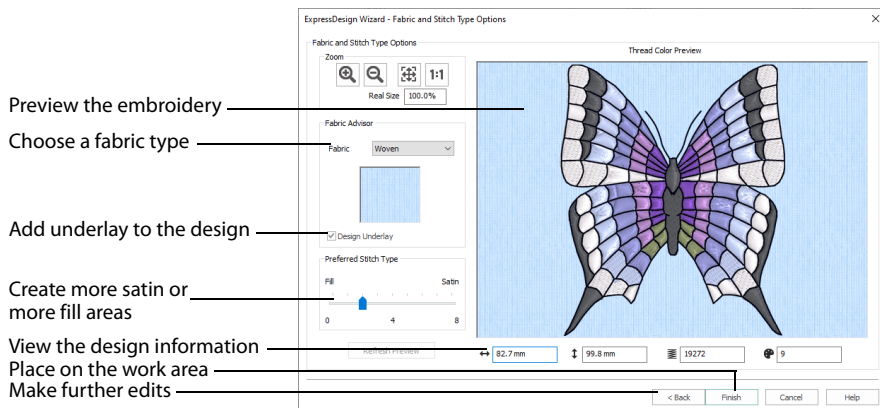 ExpressDesign Wizard - Fabric and Stitch Type Options
Fabric and Stitch Type Options
Zoom
1:1
Real Size 100.0%
Thread Color Preview
Preview the embroidery
Fabric Advisor
Choose a fabric type
Fabric Woven
Add underlay to the design
Design Underlay
Preferred Stitch Type
Fill Satin
Create more satin or
more fill areas
0 4 8
View the design information
Refresh Preview
82.7 mm 99.8 mm 19272 9
Place on the work area
Make further edits
< Back Finish Cancel Help